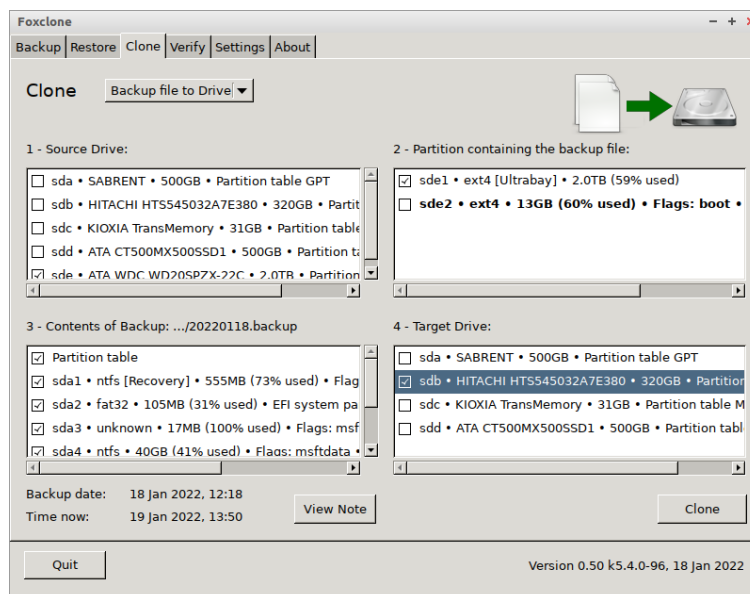 Foxclone
Backup Restore Clone Verify Settings About
Clone Backup file to Drive
1 - Source Drive:
sda • SABRENT • 500GB • Partition table GPT
sdb • HITACHI HTS545032A7E380 • 320GB • Partit
sdc • KIOXIA TransMemory • 31GB • Partition table
sdd • ATA CT500MX500SSD1 • 500GB • Partition ta
sde • ATA WDC WD20SPZX-22C • 2.0TB • Partition
2 - Partition containing the backup file:
sde1 • ext4 [Ultrabay] • 2.0TB (59% used)
sde2 • ext4 • 13GB (60% used) • Flags: boot •
3 - Contents of Backup: .../20220118.backup
Partition table
sda1 • ntfs [Recovery] • 555MB (73% used) • Flag
sda2 • fat32 • 105MB (31% used) • EFI system pa
sda3 • unknown • 17MB (100% used) • Flags: msf
sda4 • ntfs • 40GB (41% used) • Flags: msftdata •
4 - Target Drive:
sda • SABRENT • 500GB • Partition table GPT
sdb • HITACHI HTS545032A7E380 • 320GB • Partition
sdc • KIOXIA TransMemory • 31GB • Partition table M
sdd • ATA CT500MX500SSD1 • 500GB • Partition tabl
Backup date: 18 Jan 2022, 12:18
Time now: 19 Jan 2022, 13:50
View Note
Clone
Quit
Version 0.50 k5.4.0-96, 18 Jan 2022